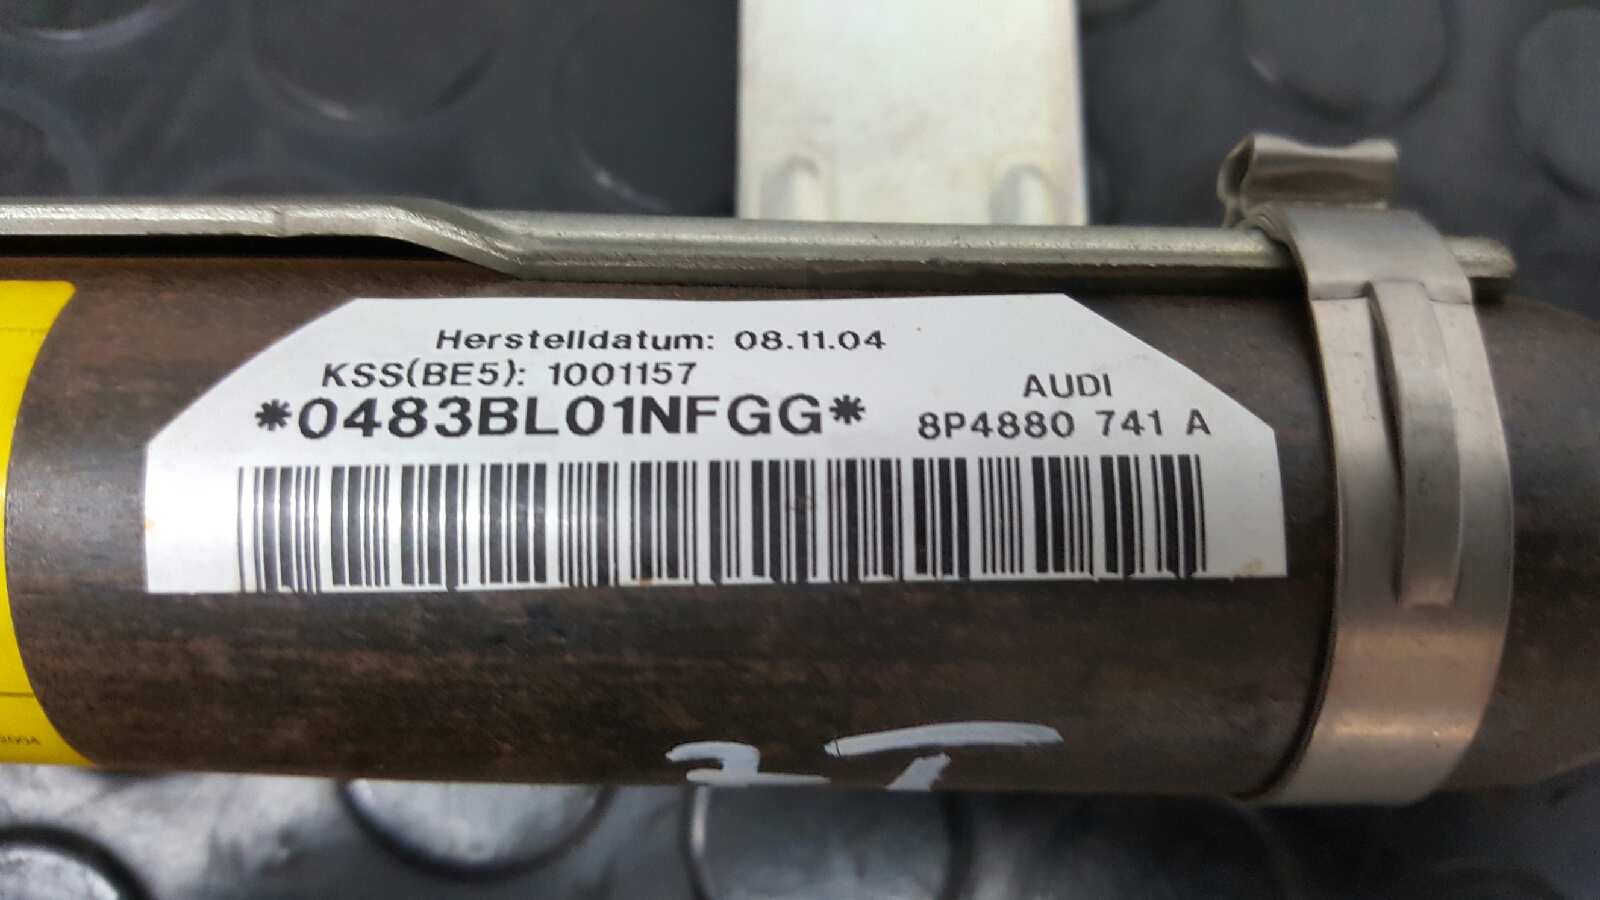 Herstelldatum: 08.11.04
KSS(BE5): 1001157
*0483BL01NFGG*
AUDI
8P4880 741 A